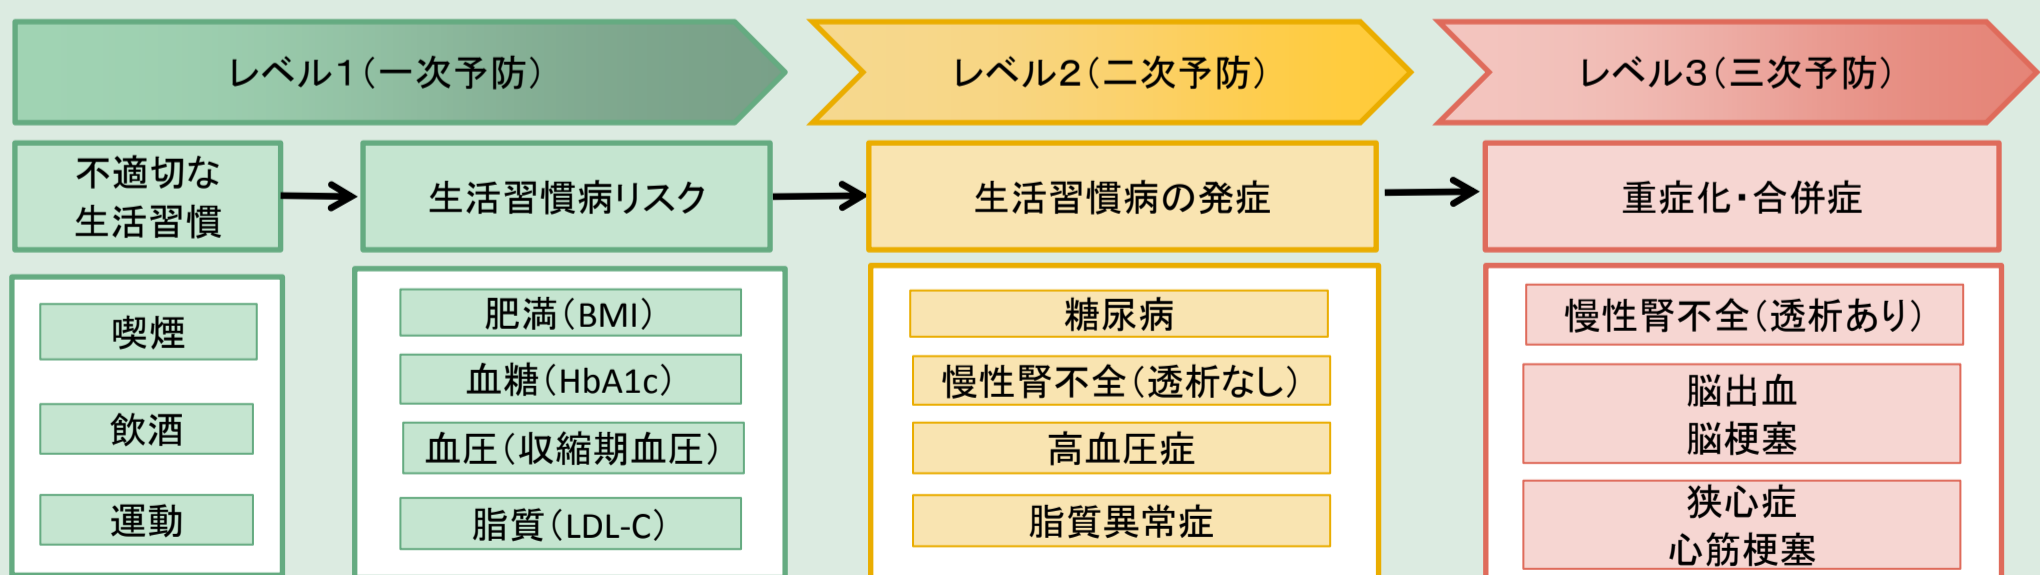 レベル1(一次予防)
レベル2(二次予防)
レベル3(三次予防)
不適切な
生活習慣
生活習慣病リスク
生活習慣病の発症
重症化・合併症
喫煙
飲酒
運動
肥満(BMI)
血糖(HbA1c)
血圧(収縮期血圧)
脂質(LDL-C)
糖尿病
慢性腎不全(透析なし)
高血圧症
脂質異常症
慢性腎不全(透析あり)
脳出血
脳梗塞
狭心症
心筋梗塞